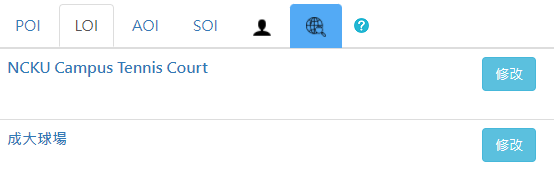 POI LOI AOI SOI ?
NCKU Campus Tennis Court 修改
成大球場 修改